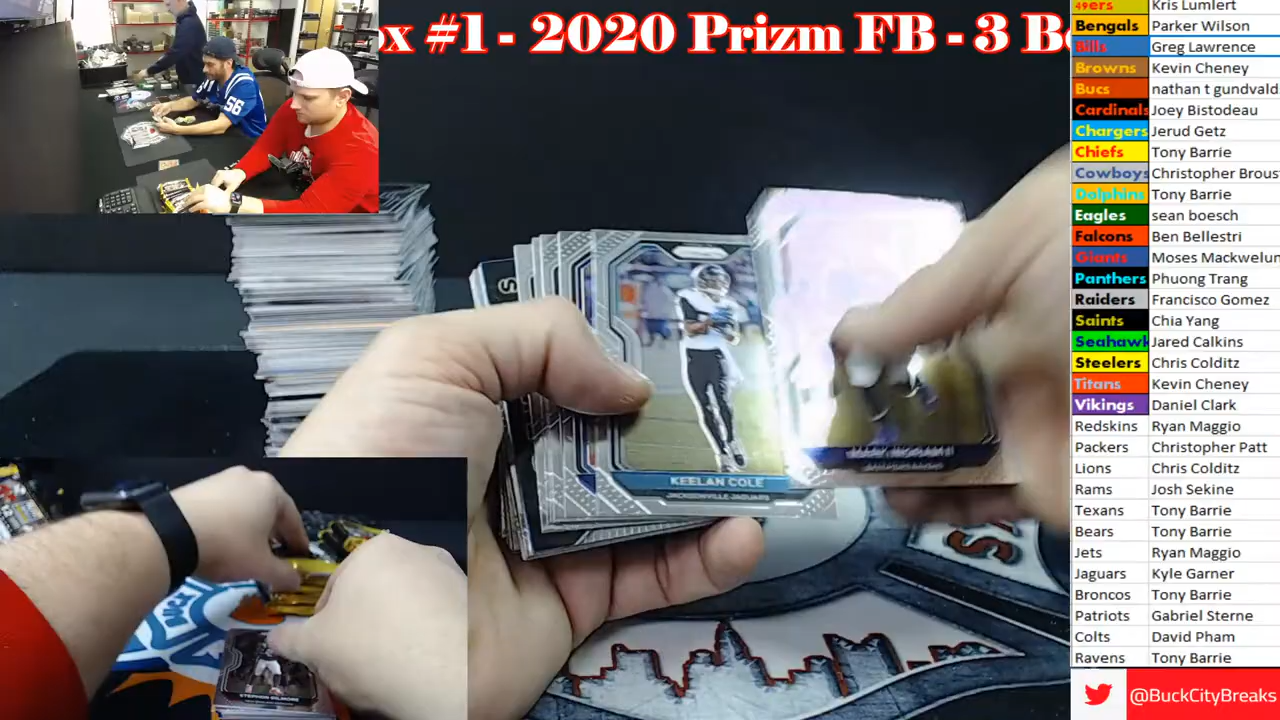 ox #1 - 2020 Prizm FB - 3 B
49ers Kris Lumlert
Bengals Parker Wilson
Bills Greg Lawrence
Browns Kevin Cheney
Bucs nathan t gundvald
Cardinals Joey Bistodeau
Chargers Jerud Getz
Chiefs Tony Barrie
Cowboys Christopher Brous
Dolphins Tony Barrie
Eagles sean boesch
Falcons Ben Bellestri
Giants Moses Mackwelun
Panthers Phuong Trang
Raiders Francisco Gomez
Saints Chia Yang
Seahawk Jared Calkins
Steelers Chris Colditz
Titans Kevin Cheney
Vikings Daniel Clark
Redskins Ryan Maggio
Packers Christopher Patt
Lions Chris Colditz
Rams Josh Sekine
Texans Tony Barrie
Bears Tony Barrie
Jets Ryan Maggio
Jaguars Kyle Garner
Broncos Tony Barrie
Patriots Gabriel Sterne
Colts David Pham
Ravens Tony Barrie
@BuckCityBreaks
KEELAN COLE
JACKSONVILLE JAGUARS
STEPHON GILMORE
56